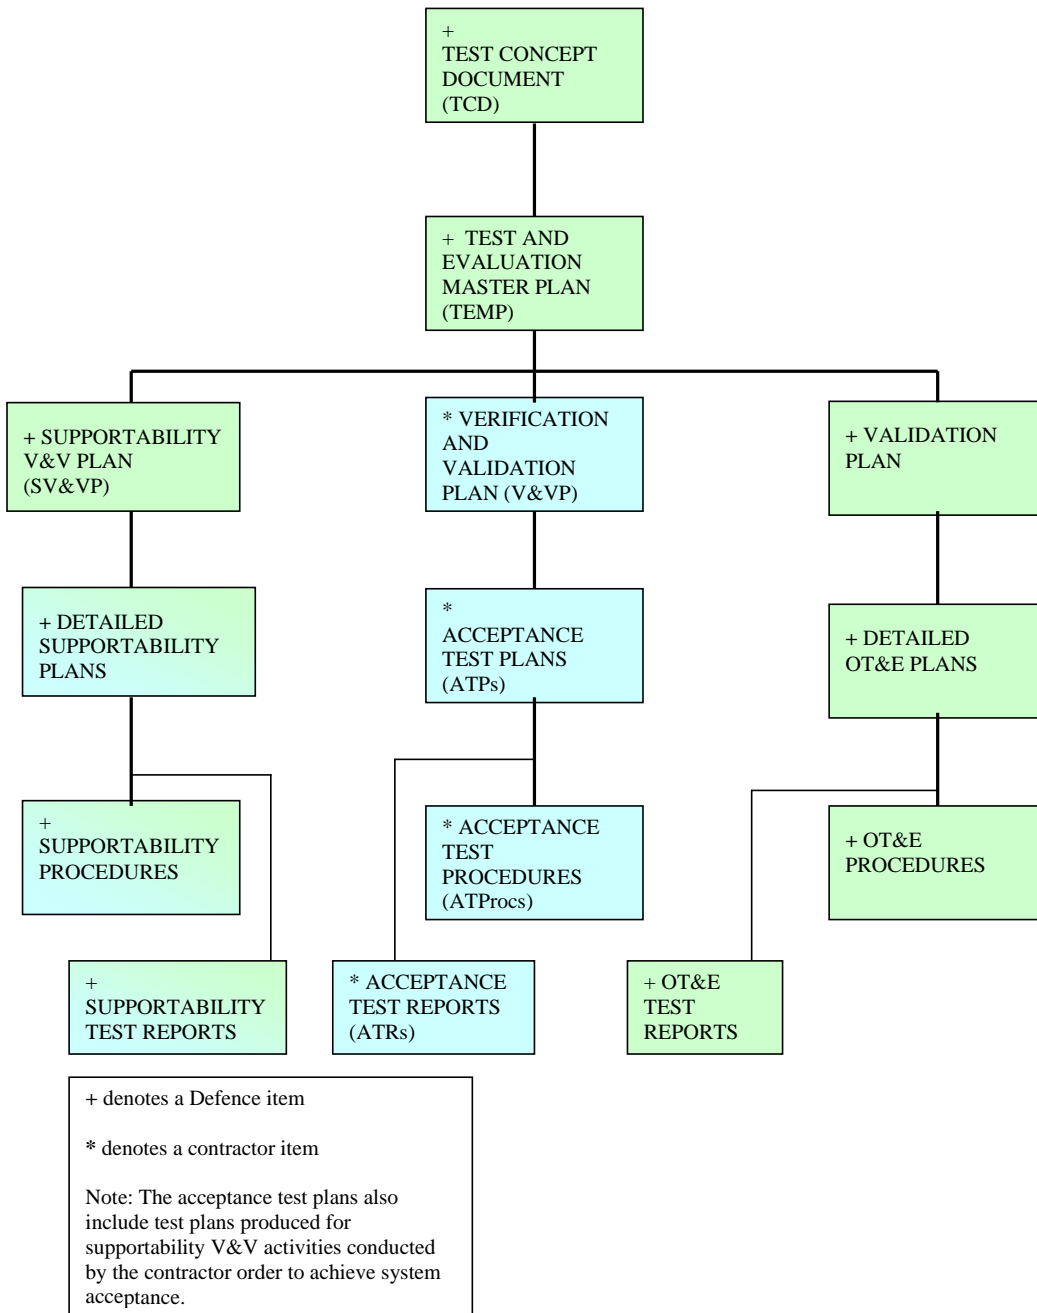 +
TEST CONCEPT
DOCUMENT
(TCD)
+ TEST AND
EVALUATION
MASTER PLAN
(TEMP)
+ SUPPORTABILITY
V&V PLAN
(SV&VP)
* VERIFICATION
AND
VALIDATION
PLAN (V&VP)
+ VALIDATION
PLAN
+ DETAILED
SUPPORTABILITY
PLANS
*
ACCEPTANCE
TEST PLANS
(ATPs)
+ DETAILED
OT&E PLANS
+
SUPPORTABILITY
PROCEDURES
* ACCEPTANCE
TEST
PROCEDURES
(ATProcs)
+ OT&E
PROCEDURES
+
SUPPORTABILITY
TEST REPORTS
* ACCEPTANCE
TEST REPORTS
(ATRs)
+ OT&E
TEST
REPORTS
+ denotes a Defence item
* denotes a contractor item
Note: The acceptance test plans also
include test plans produced for
supportability V&V activities conducted
by the contractor order to achieve system
acceptance.